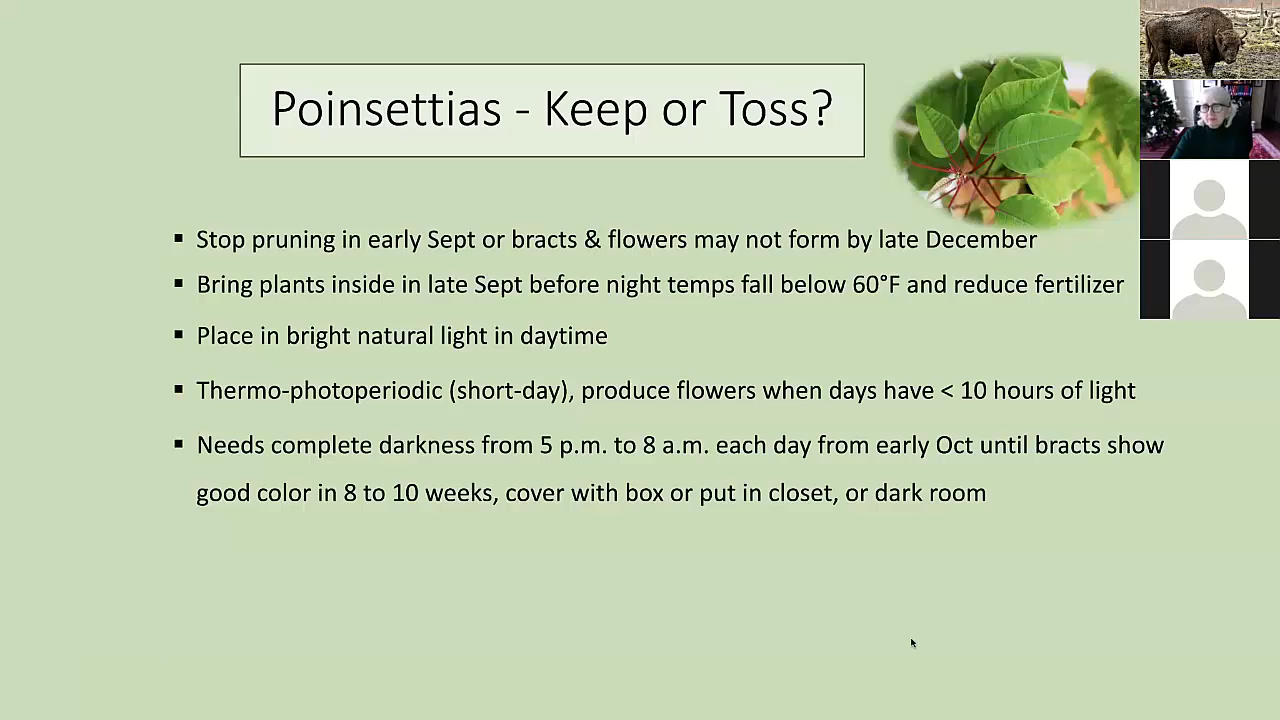 Poinsettias - Keep or Toss?
▪ Stop pruning in early Sept or bracts & flowers may not form by late December
▪ Bring plants inside in late Sept before night temps fall below 60°F and reduce fertilizer
▪ Place in bright natural light in daytime
▪ Thermo-photoperiodic (short-day), produce flowers when days have < 10 hours of light
▪ Needs complete darkness from 5 p.m. to 8 a.m. each day from early Oct until bracts show
good color in 8 to 10 weeks, cover with box or put in closet, or dark room